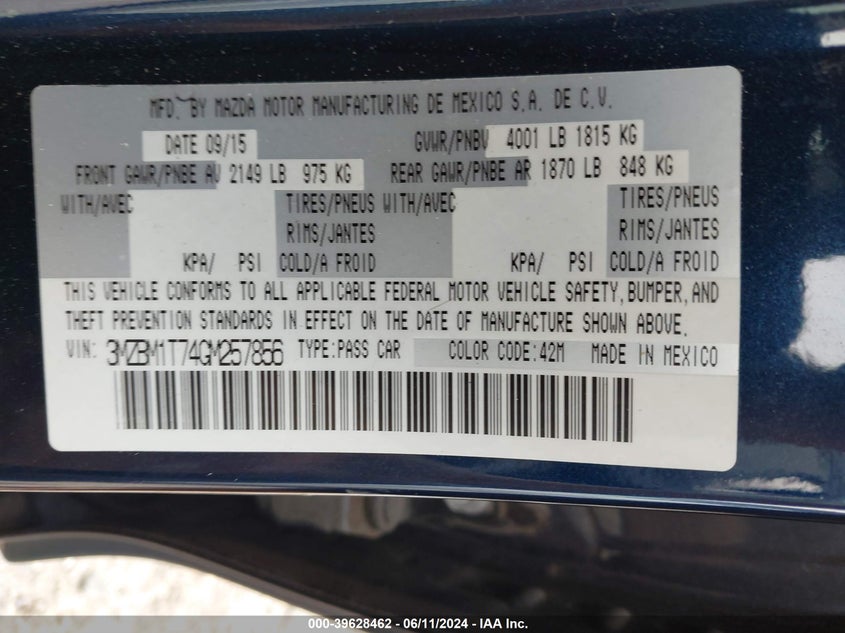 MFD. BY MAZDA MOTOR MANUFACTURING DE MEXICO S.A. DE C.V.
DATE 09/15 GVWR/PNBV 4001 LB 1815 KG
FRONT GAWR/PNBE AV 2149 LB 975 KG REAR GAWR/PNBE AR 1870 LB 848 KG
WITH/AVEC TIRES/PNEUS WITH/AVEC TIRES/PNEUS
RIMS/JANTES RIMS/JANTES
KPA/ PSI COLD/A FROID KPA/ PSI COLD/A FROID
THIS VEHICLE CONFORMS TO ALL APPLICABLE FEDERAL MOTOR VEHICLE SAFETY, BUMPER, AND
THEFT PREVENTION STANDARDS IN EFFECT ON THE DATE OF MANUFACTURE SHOWN ABOVE.
VIN: 3MZBM1T74GM257856 TYPE:PASS CAR COLOR CODE:42M MADE IN MEXICO
000-39628462 - 06/11/2024 - IAA Inc.